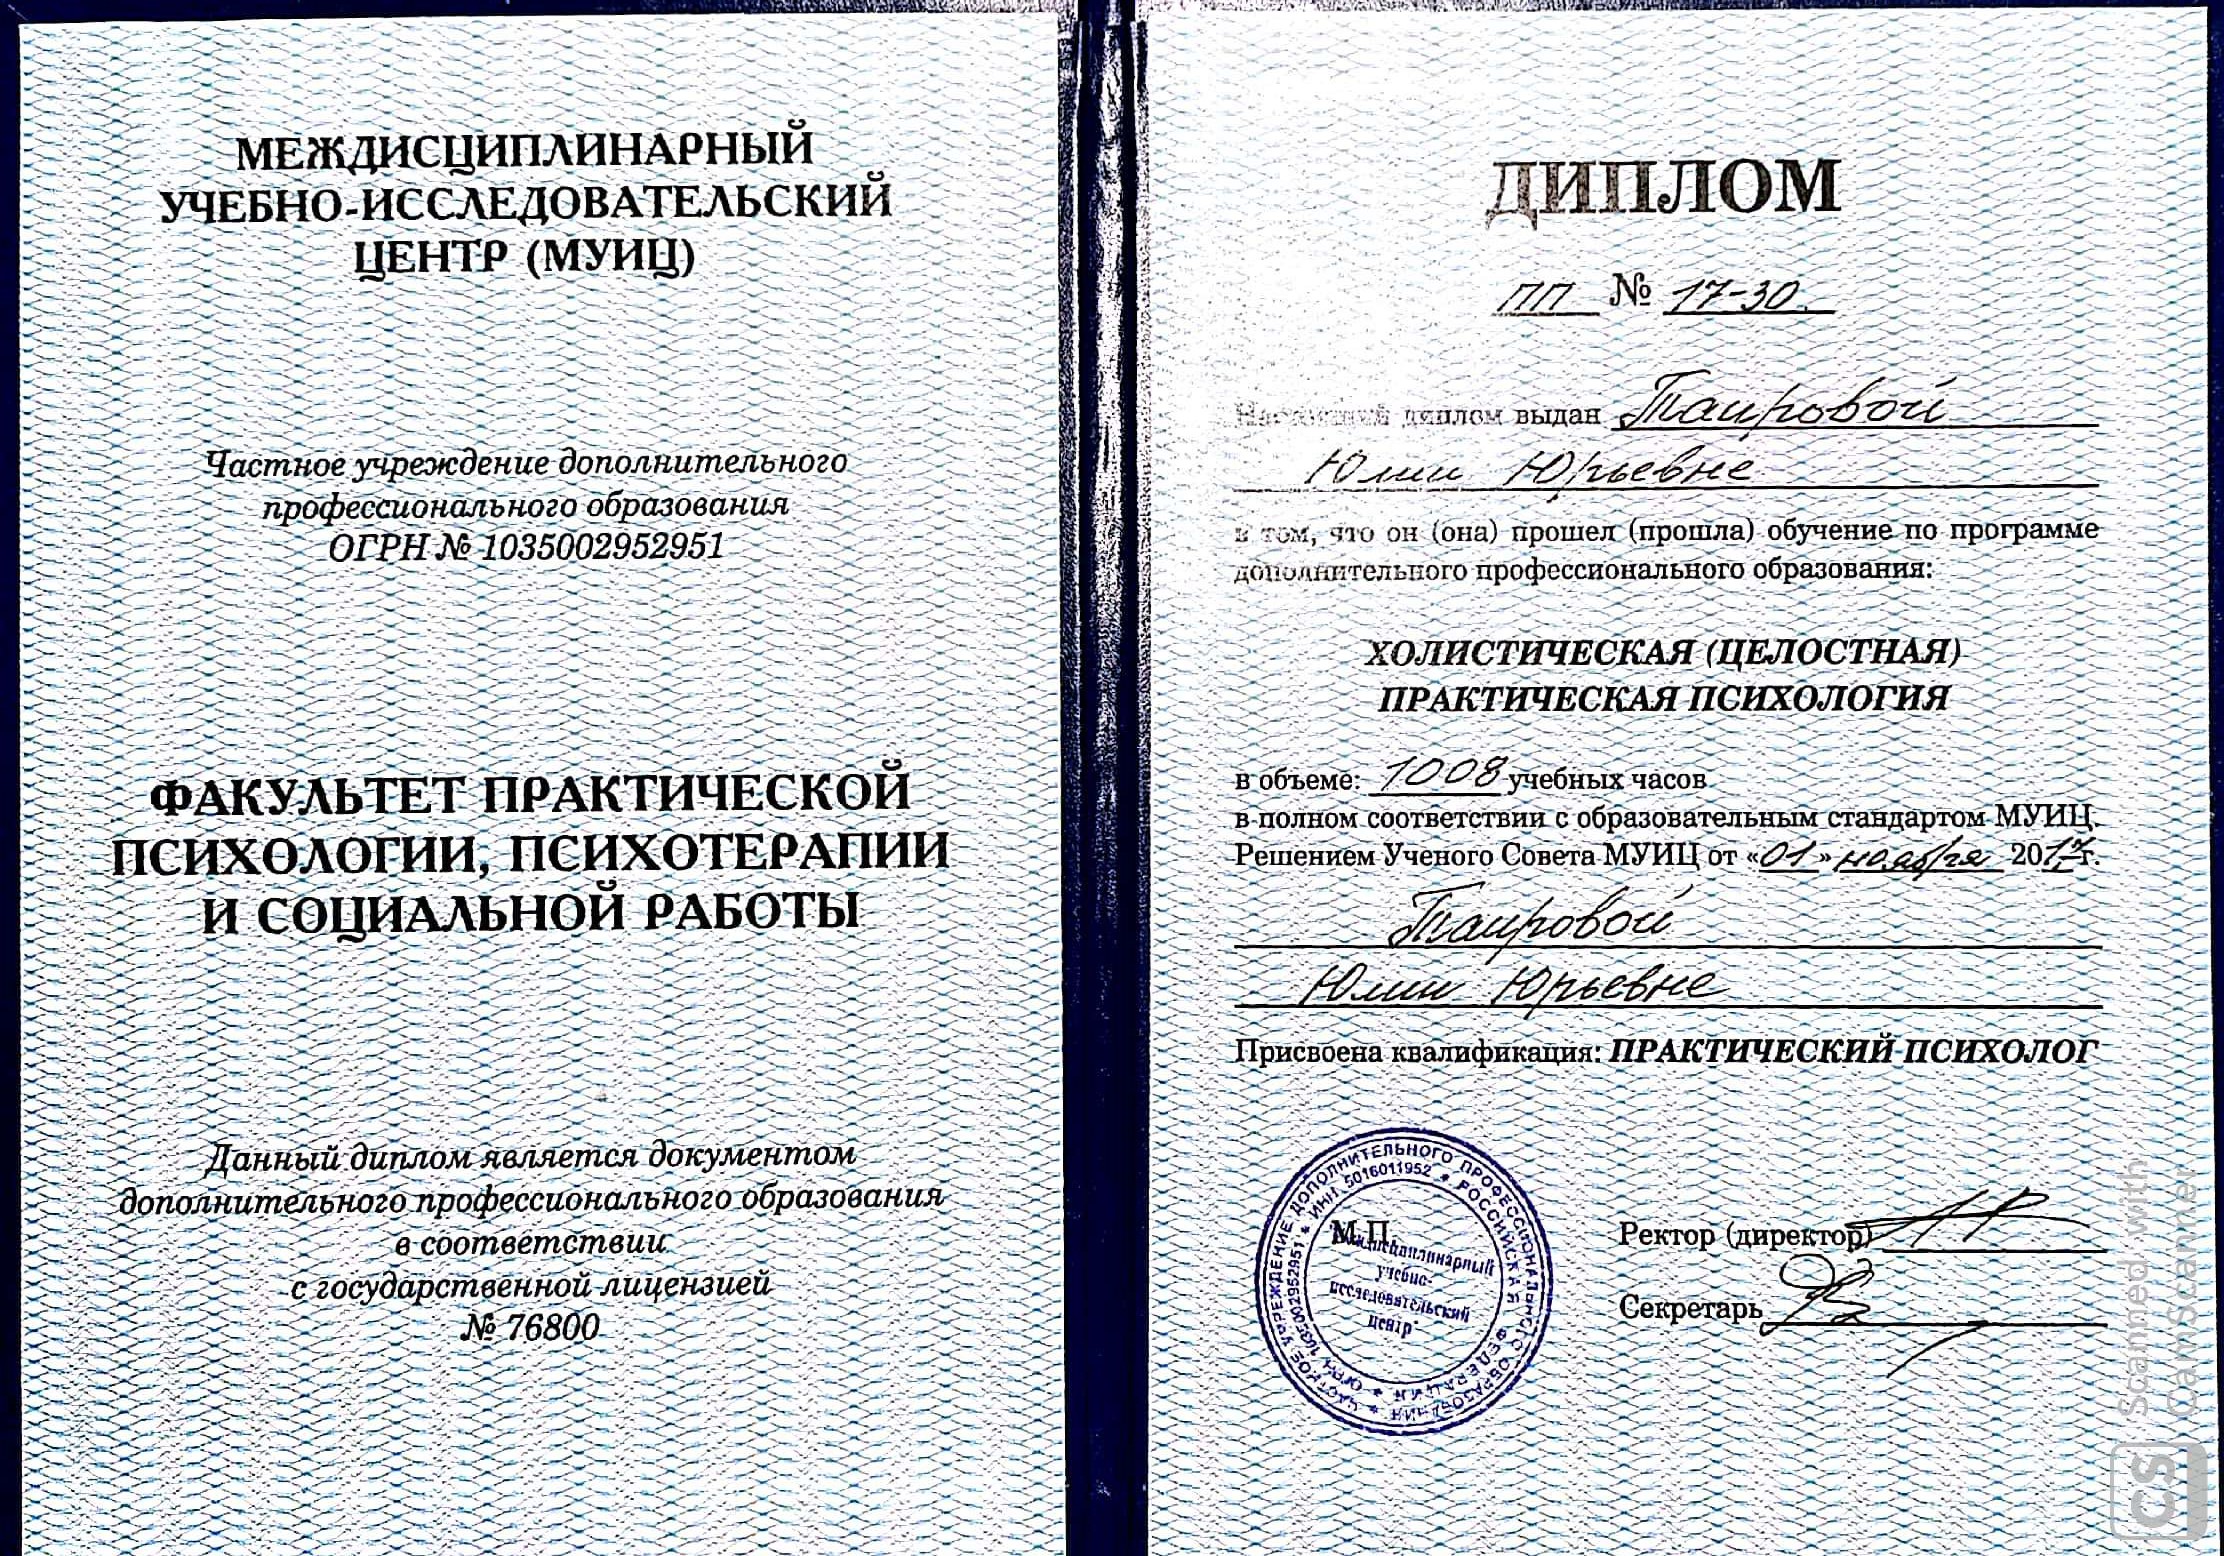 МЕЖДИСЦИПЛИНАРНЫЙ
УЧЕБНО-ИССЛЕДОВАТЕЛЬСКИЙ
ЦЕНТР (МУИЦ)
Частное учреждение дополнительного
профессионального образования
ОГРН № 1035002952951
ФАКУЛЬТЕТ ПРАКТИЧЕСКОЙ
ПСИХОЛОГИИ, ПСИХОТЕРАПИИ
И СОЦИАЛЬНОЙ РАБОТЫ
Данный диплом является документом
дополнительного профессионального образования
в соответствии
с государственной лицензией
№ 76800
ДИПЛОМ
ПП № 17-30.
Настоящий диплом выдан Таировой
Юлии Юрьевне
в том, что он (она) прошел (прошла) обучение по программе
дополнительного профессионального образования:
ХОЛИСТИЧЕСКАЯ (ЦЕЛОСТНАЯ)
ПРАКТИЧЕСКАЯ ПСИХОЛОГИЯ
в объеме: 1008 учебных часов
в полном соответствии с образовательным стандартом МУИЦ.
Решением Ученого Совета МУИЦ от «01» ноября 2017г.
Таировой
Юлии Юрьевне
Присвоена квалификация: ПРАКТИЧЕСКИЙ ПСИХОЛОГ
М.П.
ЧАСТНОЕ УЧРЕЖДЕНИЕ ДОПОЛНИТЕЛЬНОГО ПРОФЕССИОНАЛЬНОГО ОБРАЗОВАНИЯ
ОГРН 1035002952951 * ИНН 5016011952 * РОССИЙСКАЯ ФЕДЕРАЦИЯ
Междисциплинарный
учебно-
исследовательский
центр
Ректор (директор)
Секретарь
Scanned with
CamScanner
CS